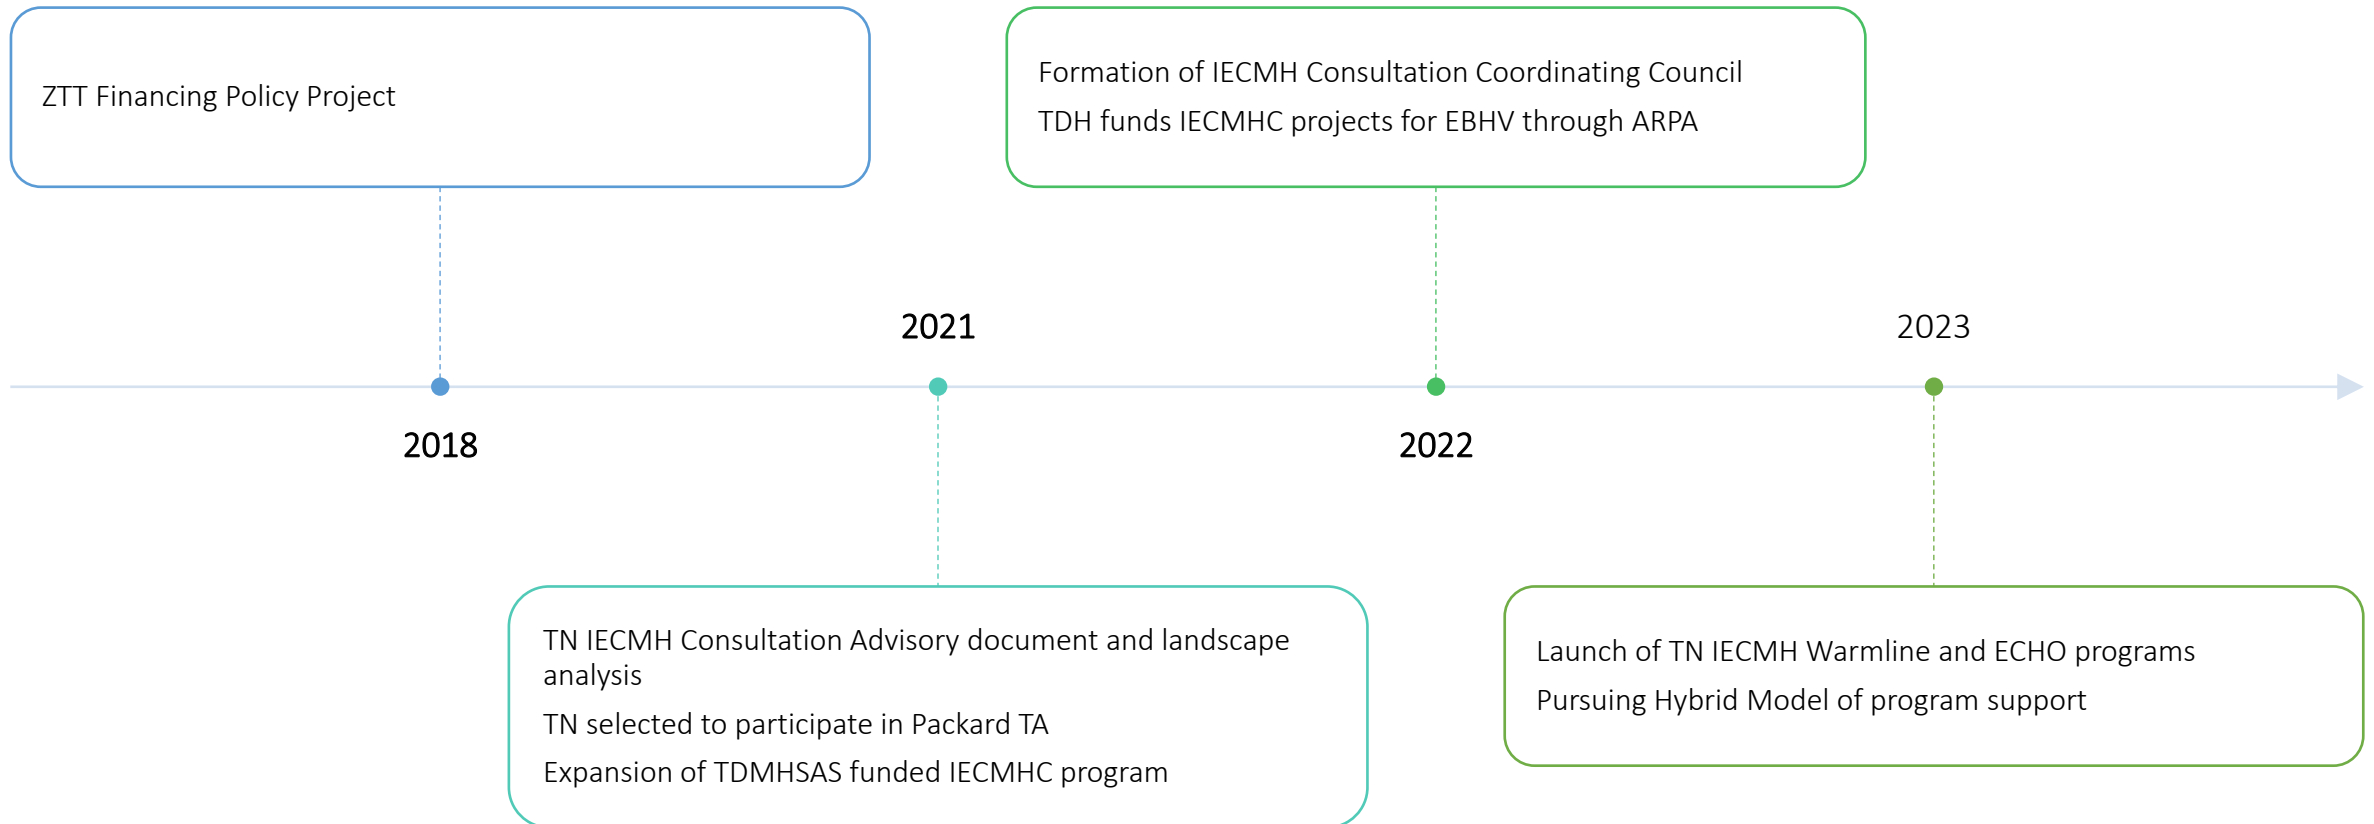 ZTT Financing Policy Project
Formation of IECMH Consultation Coordinating Council
TDH funds IECMHC projects for EBHV through ARPA
2021
2023
2018
2022
TN IECMH Consultation Advisory document and landscape
analysis
TN selected to participate in Packard TA
Expansion of TDMHSAS funded IECMHC program
Launch of TN IECMH Warmline and ECHO programs
Pursuing Hybrid Model of program support